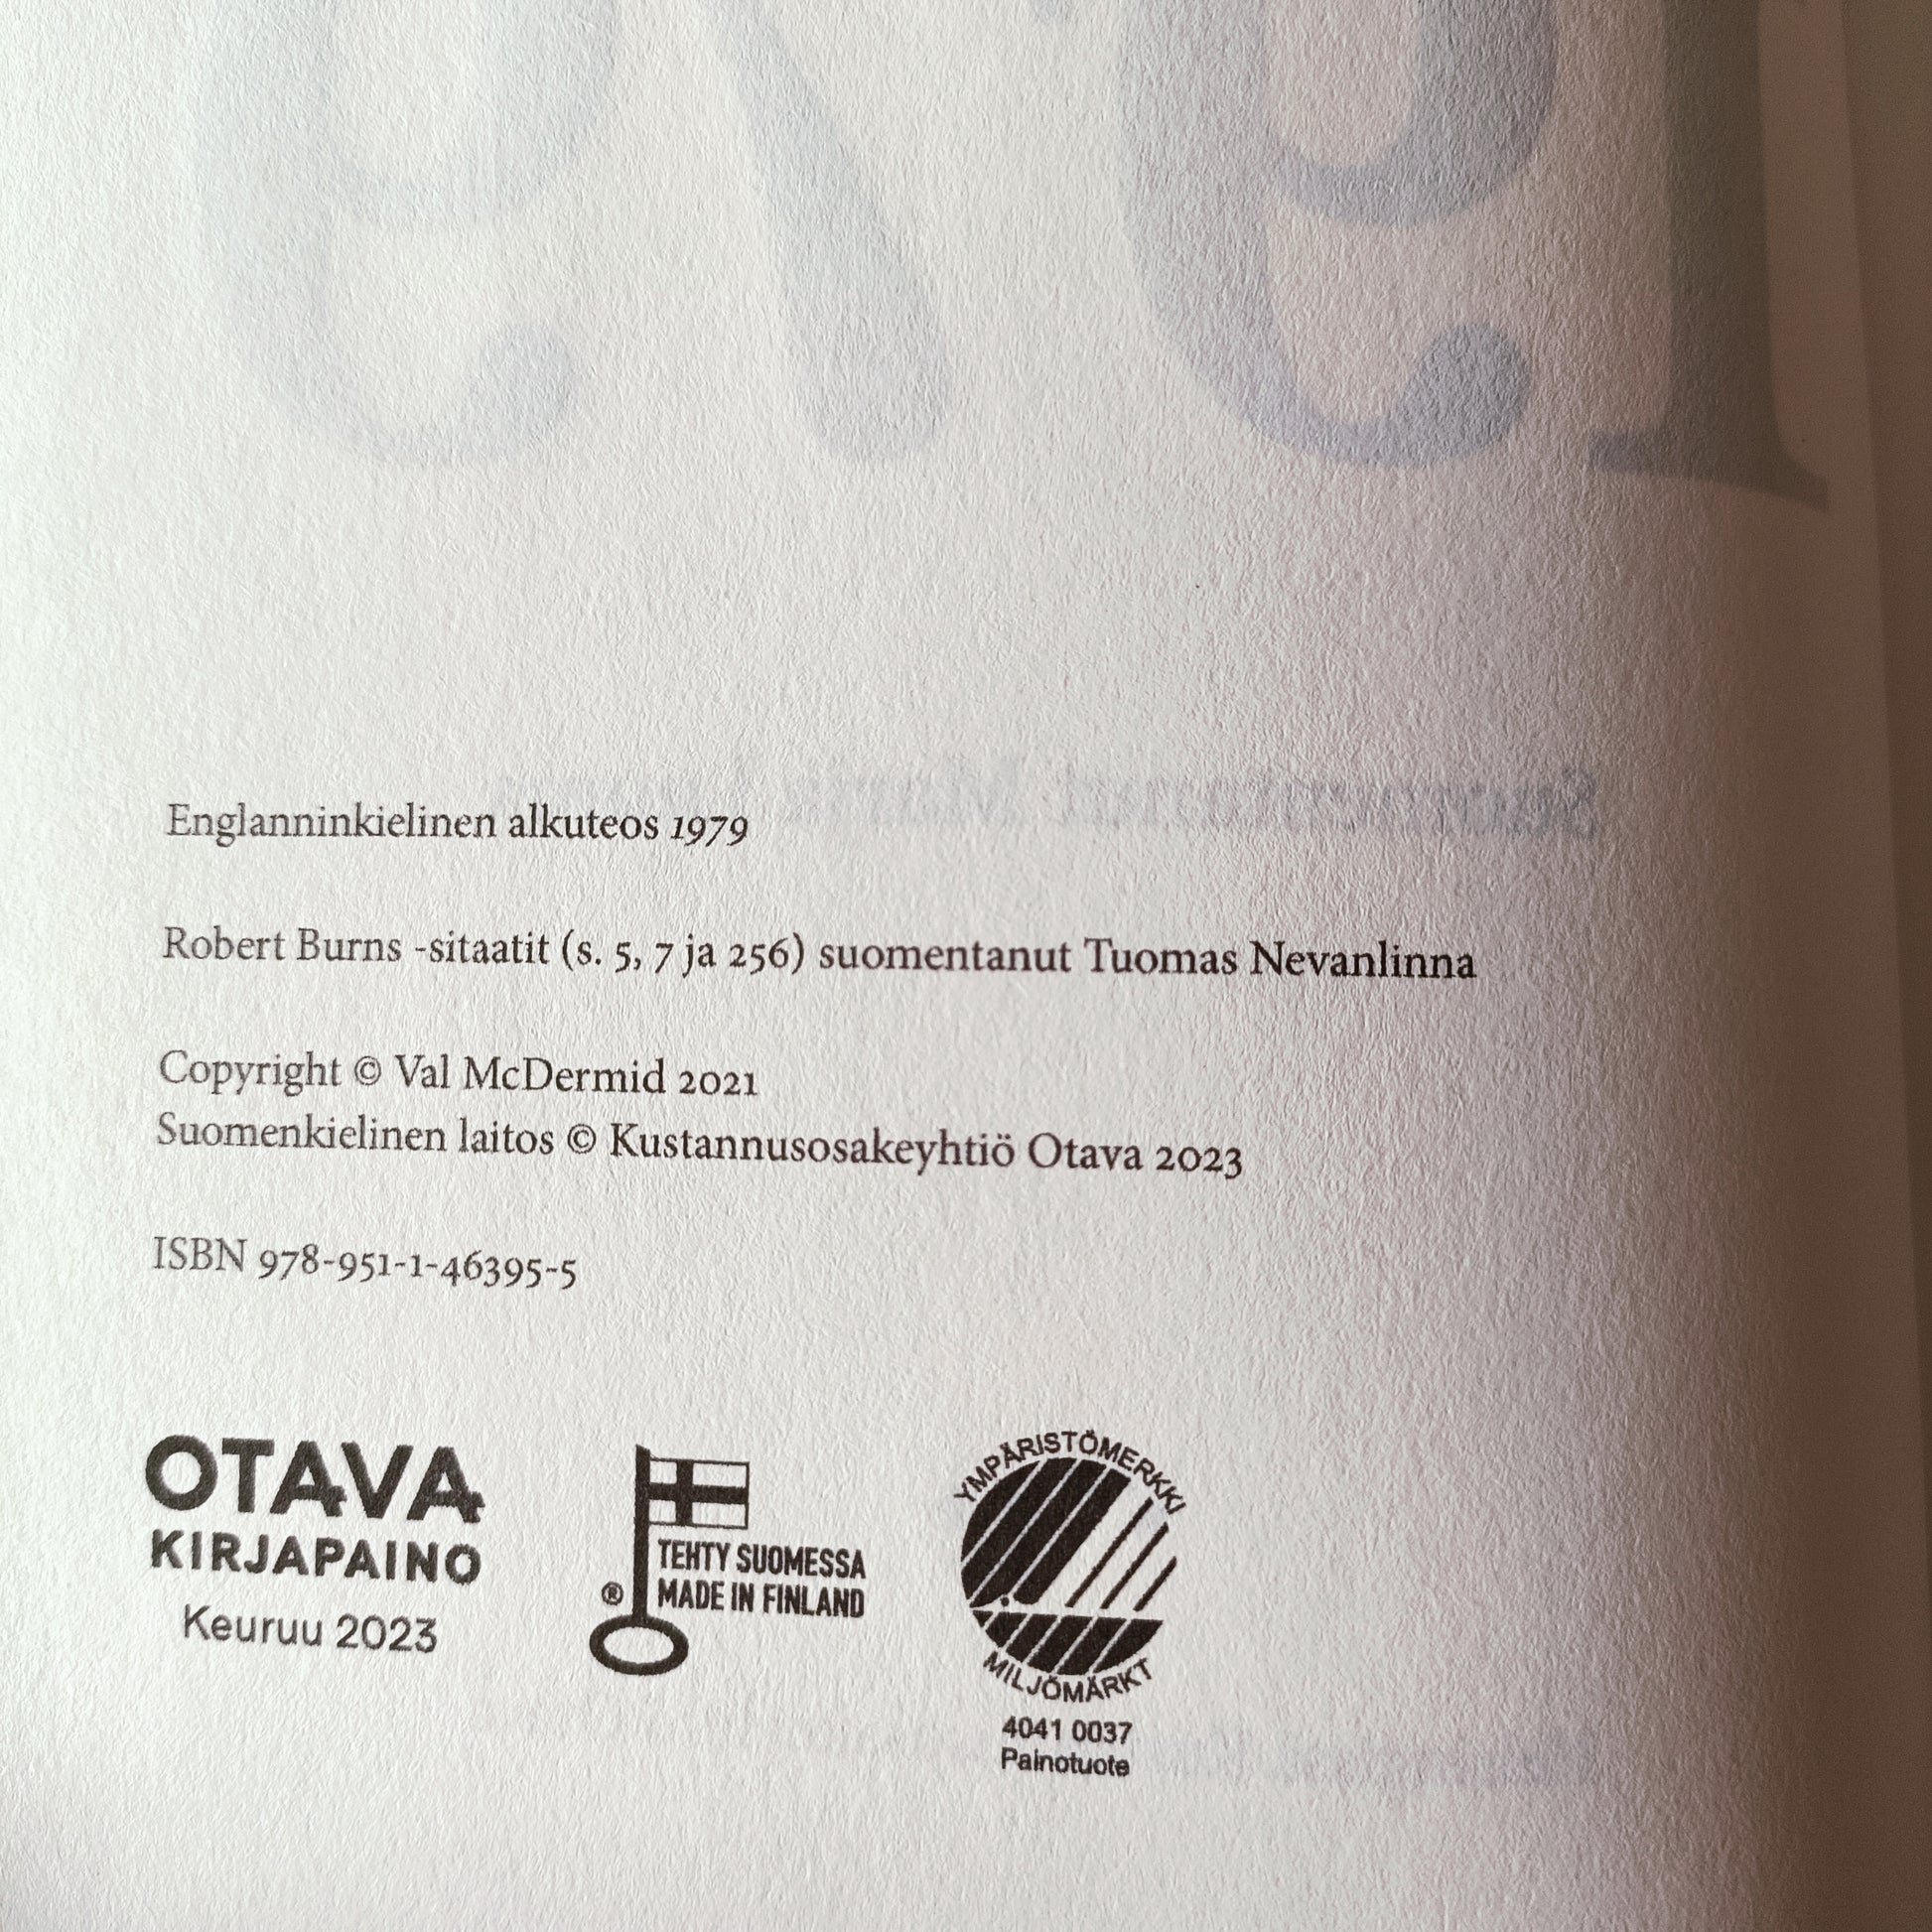 Englanninkielinen alkuteos 1979
Robert Burns -sitaatit (s. 5, 7 ja 256) suomentanut Tuomas Nevanlinna
Copyright © Val McDermid 2021
Suomenkielinen laitos © Kustannusosakeyhtiö Otava 2023
ISBN 978-951-1-46395-5
OTAVA
KIRJAPAINO
Keuruu 2023
TEHTY SUOMESSA
® MADE IN FINLAND
YMPÄRISTÖMERKKI
MILJÖMÄRKT
4041 0037
Painotuote